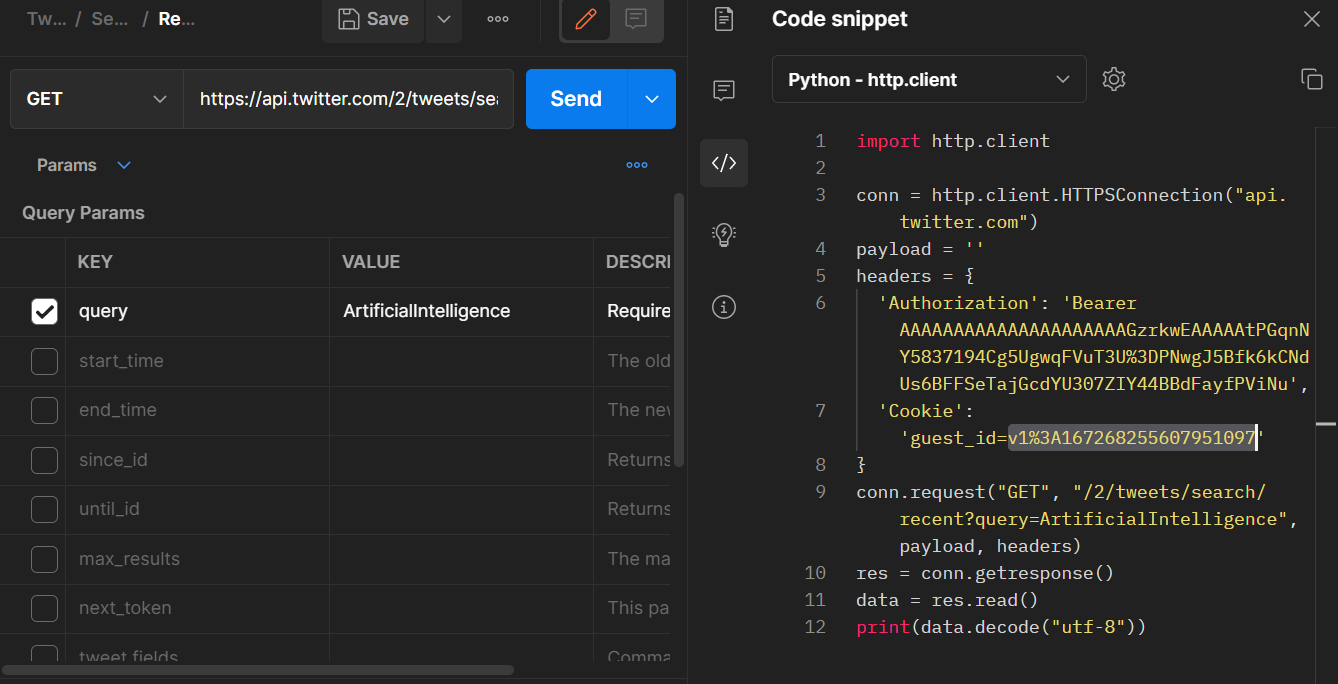 Tw... / Se... / Re...
Save
GET
https://api.twitter.com/2/tweets/sea
Send
Params
Query Params
KEY VALUE DESCRI
query ArtificialIntelligence Require
start_time The old
end_time The new
since_id Returns
until_id Returns
max_results The ma
next_token This pa
tweet.fields Comma
Code snippet
Python - http.client
1 import http.client
2
3 conn = http.client.HTTPSConnection("api.
twitter.com")
4 payload = ''
5 headers = {
6 'Authorization': 'Bearer
AAAAAAAAAAAAAAAAAAAAAGzrkwEAAAAAtPGqnN
Y5837194Cg5UgwqFVuT3U%3DPNwgJ5Bfk6kCNd
Us6BFFSeTajGcdYU307ZIY44BBdFayfPViNu',
7 'Cookie':
'guest_id=v1%3A167268255607951097'
8 }
9 conn.request("GET", "/2/tweets/search/
recent?query=ArtificialIntelligence",
payload, headers)
10 res = conn.getresponse()
11 data = res.read()
12 print(data.decode("utf-8"))